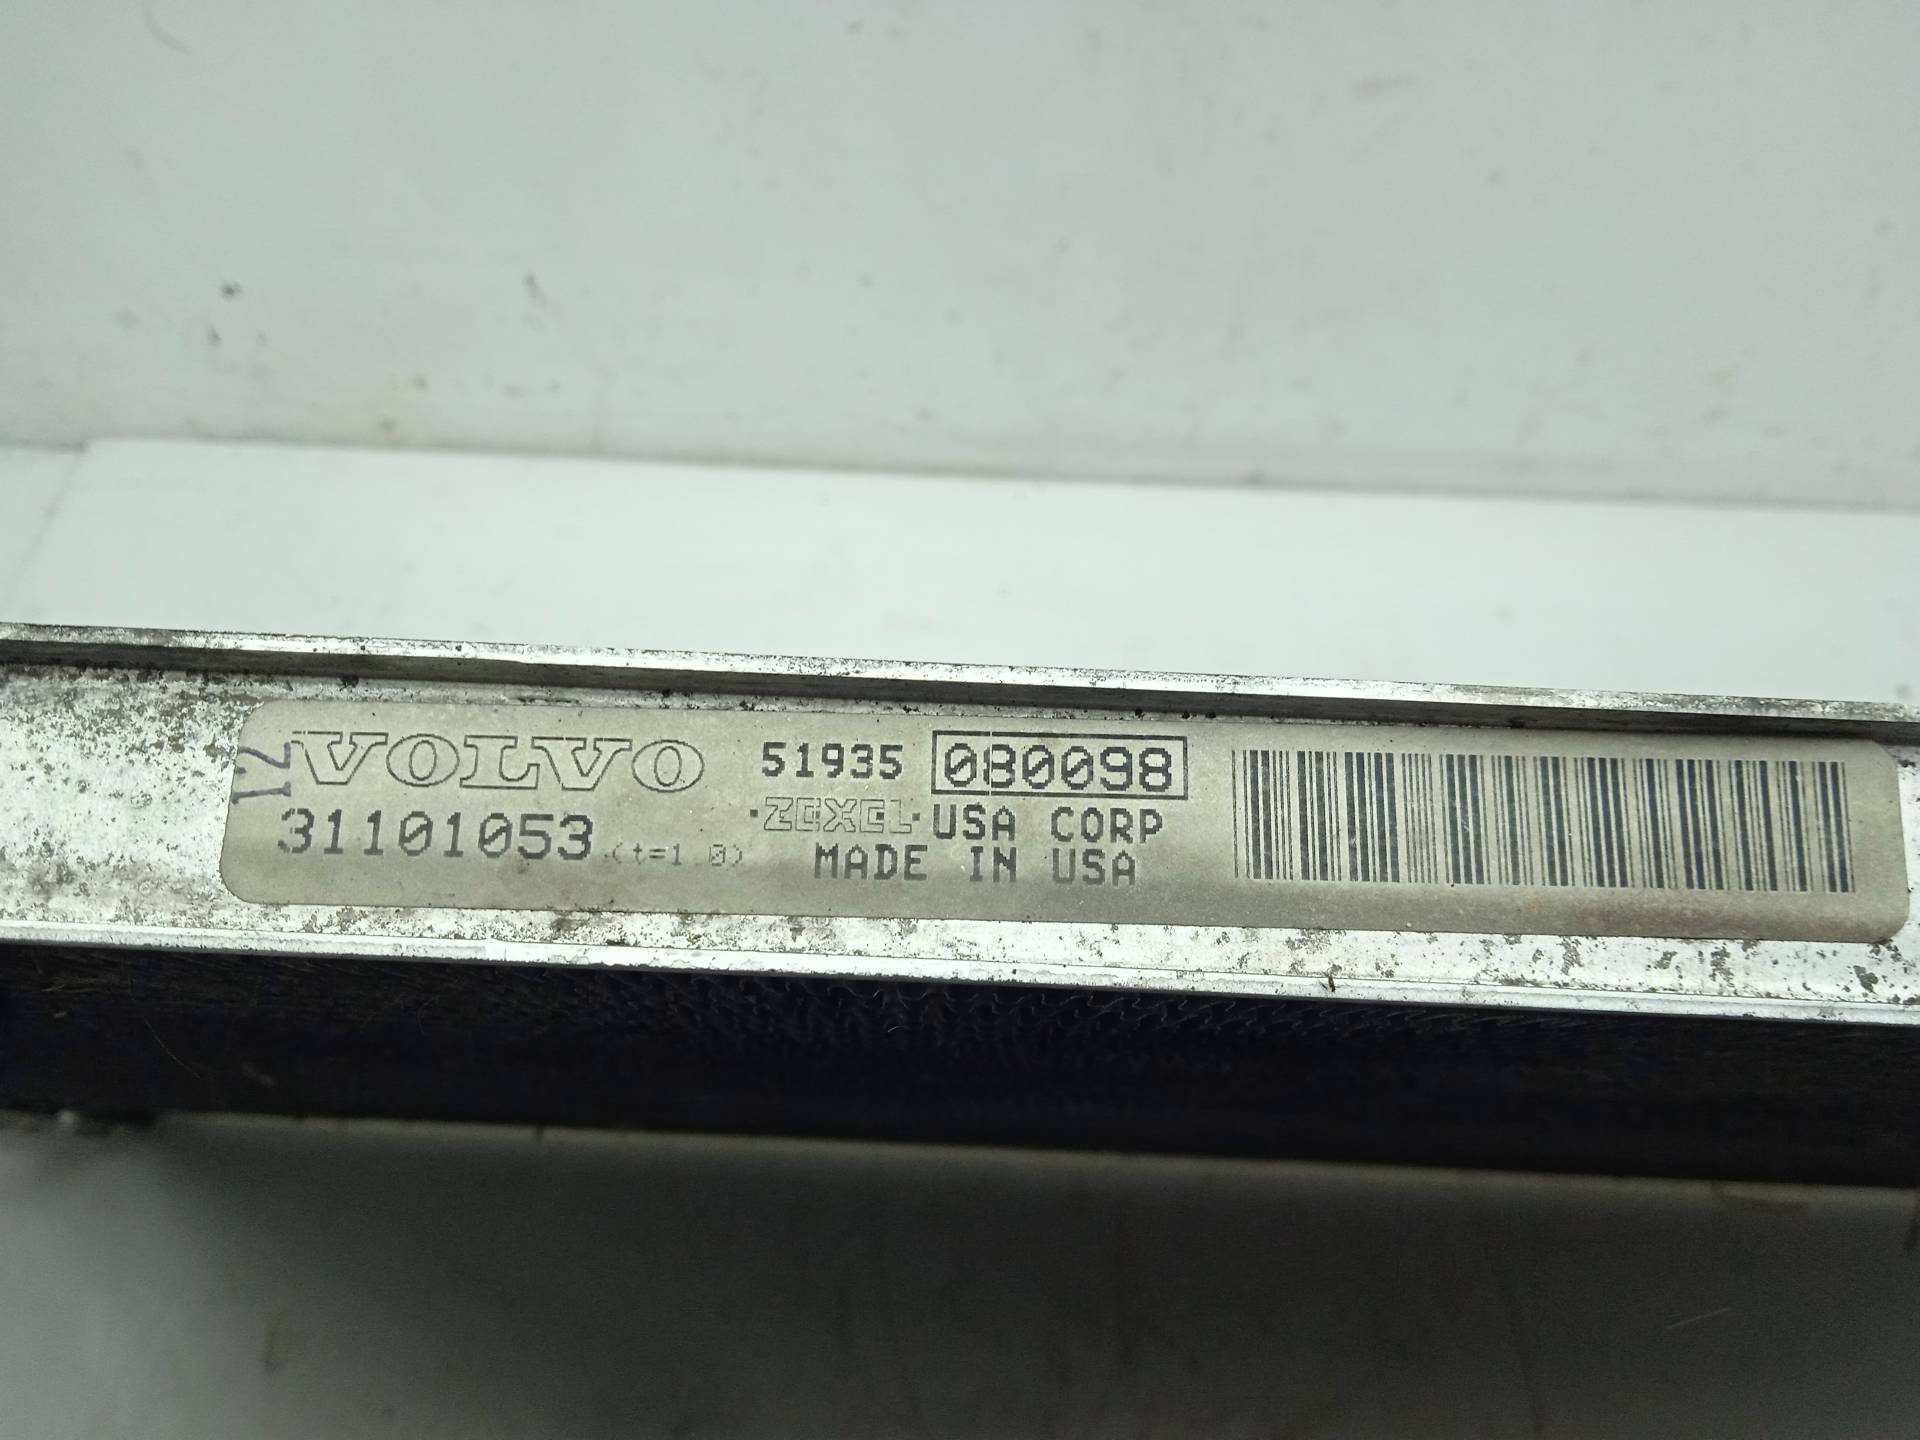 12 VOLVO 51935 080098
31101053 (t=1.0) ·ZEXEL· USA CORP
MADE IN USA